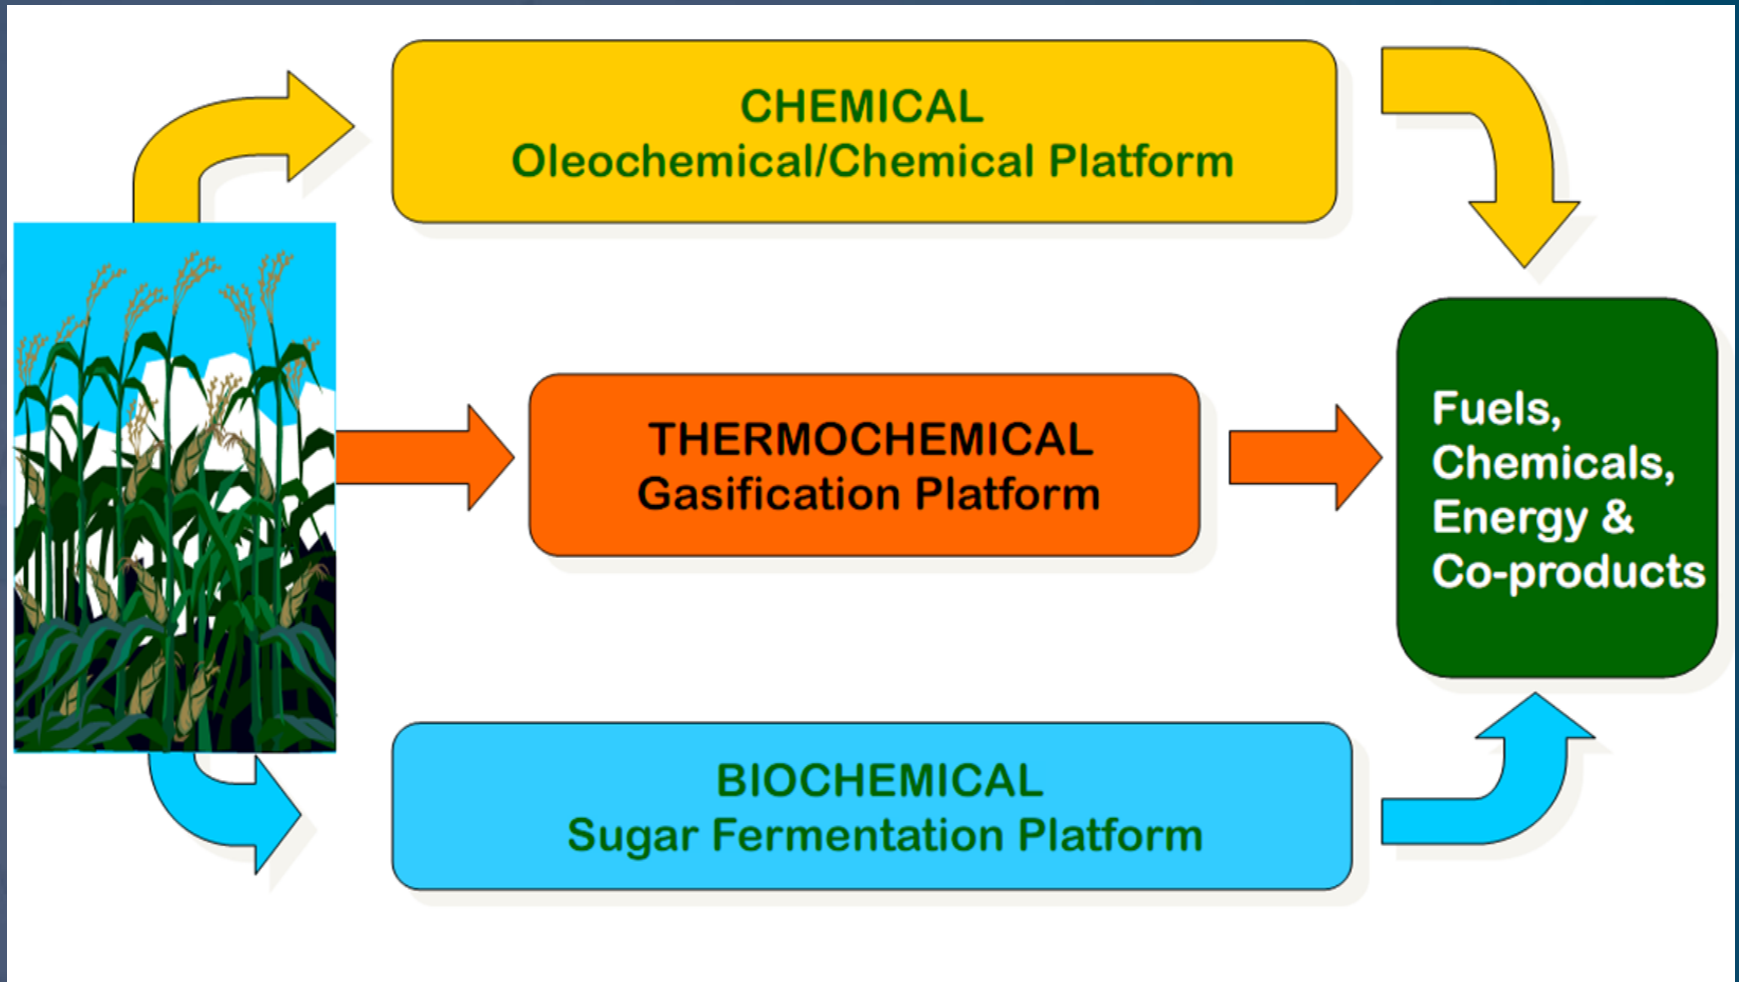 CHEMICAL
Oleochemical/Chemical Platform
THERMOCHEMICAL
Gasification Platform
Fuels,
Chemicals,
Energy &
Co-products
BIOCHEMICAL
Sugar Fermentation Platform